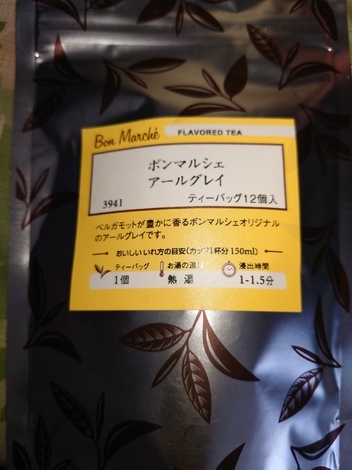 Bon Marché FLAVORED TEA
ボンマルシェ
アールグレイ
3941 ティーバッグ12個入
ベルガモットが豊かに香るボンマルシェオリジナル
のアールグレイです。
おいしいいれ方の目安(カップ1杯分150ml)
ティーバッグ お湯の温度 浸出時間
1個 熱湯 1-1.5分